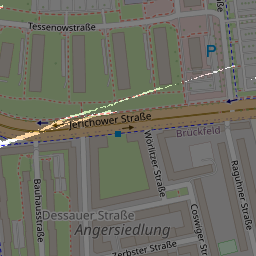 Tessenowstraße
P
Jerichower Straße
Wörlitzer Straße
Bruckfeld
Raguhner Straße
Bauhausstraße
Dessauer Straße
Coswiger Straße
Angersiedlung
Zerbster Straße